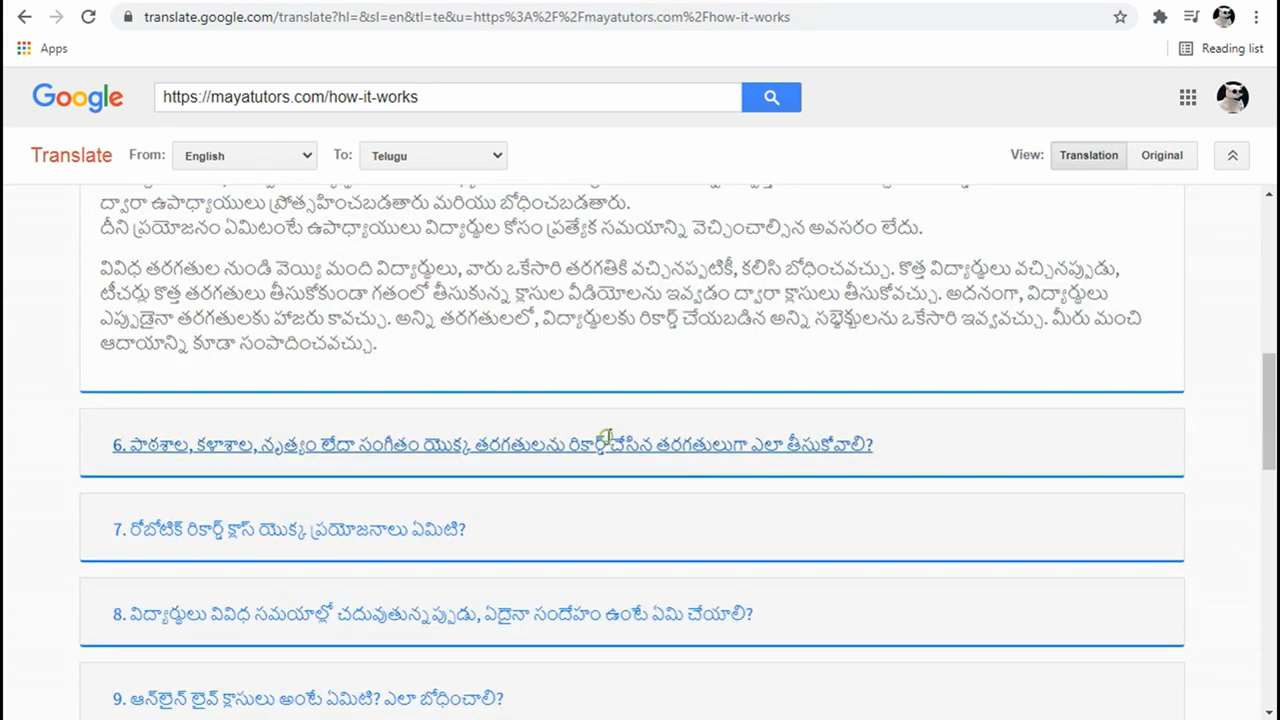 translate.google.com/translate?hl=&sl=en&tl=te&u=https%3A%2F%2Fmayatutors.com%2Fhow-it-works
Apps
Reading list
Google
https://mayatutors.com/how-it-works
Translate
From:
English
To:
Telugu
View:
Translation
Original
ద్వారా ఉపాధ్యాయులు ప్రోత్సహించబడతారు మరియు బోధించబడతారు.
దీని ప్రయోజనం ఏమిటంటే ఉపాధ్యాయులు విద్యార్థుల కోసం ప్రత్యేక సమయాన్ని వెచ్చించాల్సిన అవసరం లేదు.
వివిధ తరగతుల నుండి వెయ్యి మంది విద్యార్థులు, వారు ఒకేసారి తరగతికి వచ్చినప్పటికీ, కలిసి బోధించవచ్చు. కొత్త విద్యార్థులు వచ్చినప్పుడు,
టీచర్లు కొత్త తరగతులు తీసుకోకుండా గతంలో తీసుకున్న క్లాసుల వీడియోలను ఇవ్వడం ద్వారా క్లాసులు తీసుకోవచ్చు. అదనంగా, విద్యార్థులు
ఎప్పుడైనా తరగతులకు హాజరు కావచ్చు. అన్ని తరగతులలో, విద్యార్థులకు రికార్డ్ చేయబడిన అన్ని సబ్జెక్టులను ఒకేసారి ఇవ్వవచ్చు. మీరు మంచి
ఆదాయాన్ని కూడా సంపాదించవచ్చు.
6. పాఠశాల, కళాశాల, నృత్యం లేదా సంగీతం యొక్క తరగతులను రికార్డ్ చేసిన తరగతులుగా ఎలా తీసుకోవాలి?
7. రోబోటిక్ రికార్డ్ క్లాస్ యొక్క ప్రయోజనాలు ఏమిటి?
8. విద్యార్థులు వివిధ సమయాల్లో చదువుతున్నప్పుడు, ఏదైనా సందేహం ఉంటే ఏమి చేయాలి?
9. ఆన్‌లైన్ లైవ్ క్లాసులు అంటే ఏమిటి? ఎలా బోధించాలి?